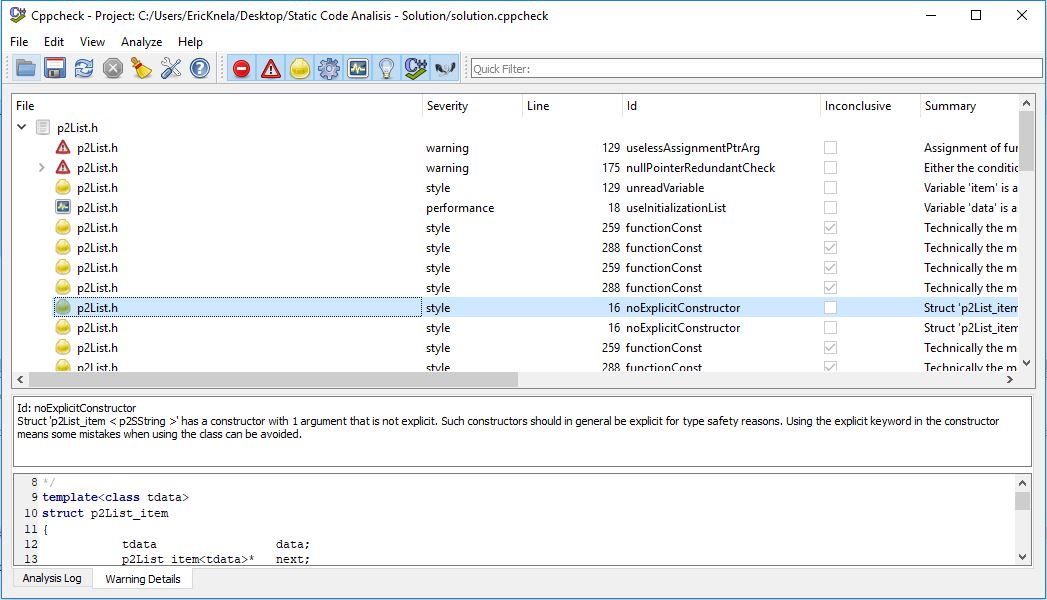 Cppcheck - Project: C:/Users/EricKnela/Desktop/Static Code Analisis - Solution/solution.cppcheck
File Edit View Analyze Help
Quick Filter:
File Severity Line Id Inconclusive Summary
p2List.h
p2List.h warning 129 uselessAssignmentPtrArg Assignment of fur
p2List.h warning 175 nullPointerRedundantCheck Either the conditio
p2List.h style 129 unreadVariable Variable 'item' is a
p2List.h performance 18 useInitializationList Variable 'data' is as
p2List.h style 259 functionConst Technically the m
p2List.h style 288 functionConst Technically the m
p2List.h style 259 functionConst Technically the m
p2List.h style 288 functionConst Technically the m
p2List.h style 16 noExplicitConstructor Struct 'p2List_item
p2List.h style 16 noExplicitConstructor Struct 'p2List_item
p2List.h style 259 functionConst Technically the m
p2List.h style 288 functionConst Technically the m
Id: noExplicitConstructor
Struct 'p2List_item < p2SString >' has a constructor with 1 argument that is not explicit. Such constructors should in general be explicit for type safety reasons. Using the explicit keyword in the constructor
means some mistakes when using the class can be avoided.
8 */
9 template<class tdata>
10 struct p2List_item
11 {
12 tdata data;
13 p2List_item<tdata>* next;
Analysis Log Warning Details